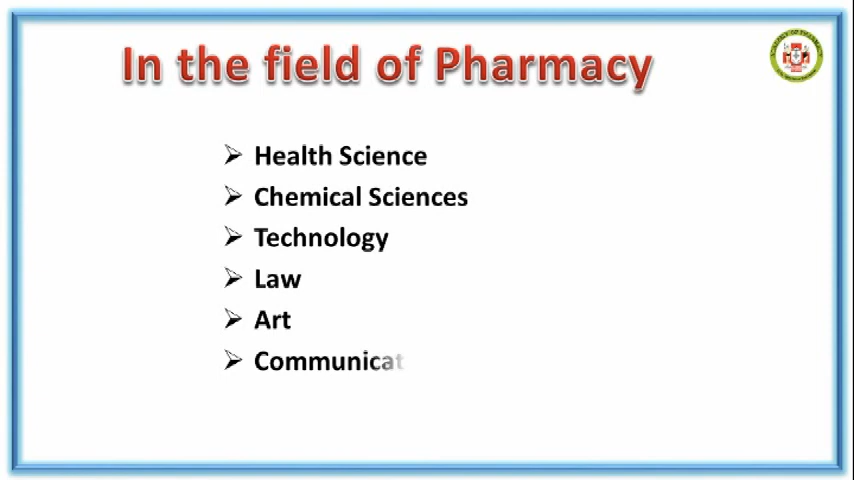 In the field of Pharmacy
Health Science
Chemical Sciences
Technology
Law
Art
Communicat